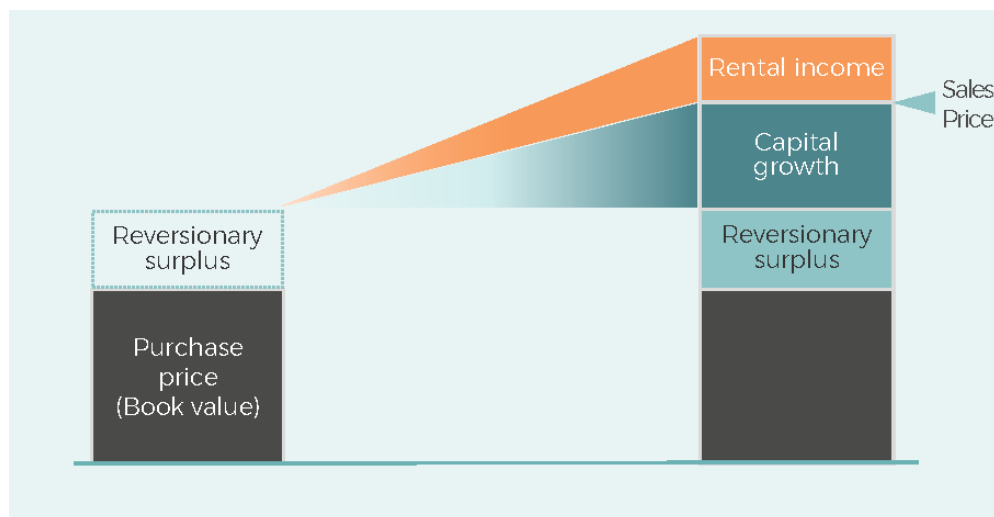 Rental income
Sales
Price
Capital
growth
Reversionary
surplus
Reversionary
surplus
Purchase
price
(Book value)